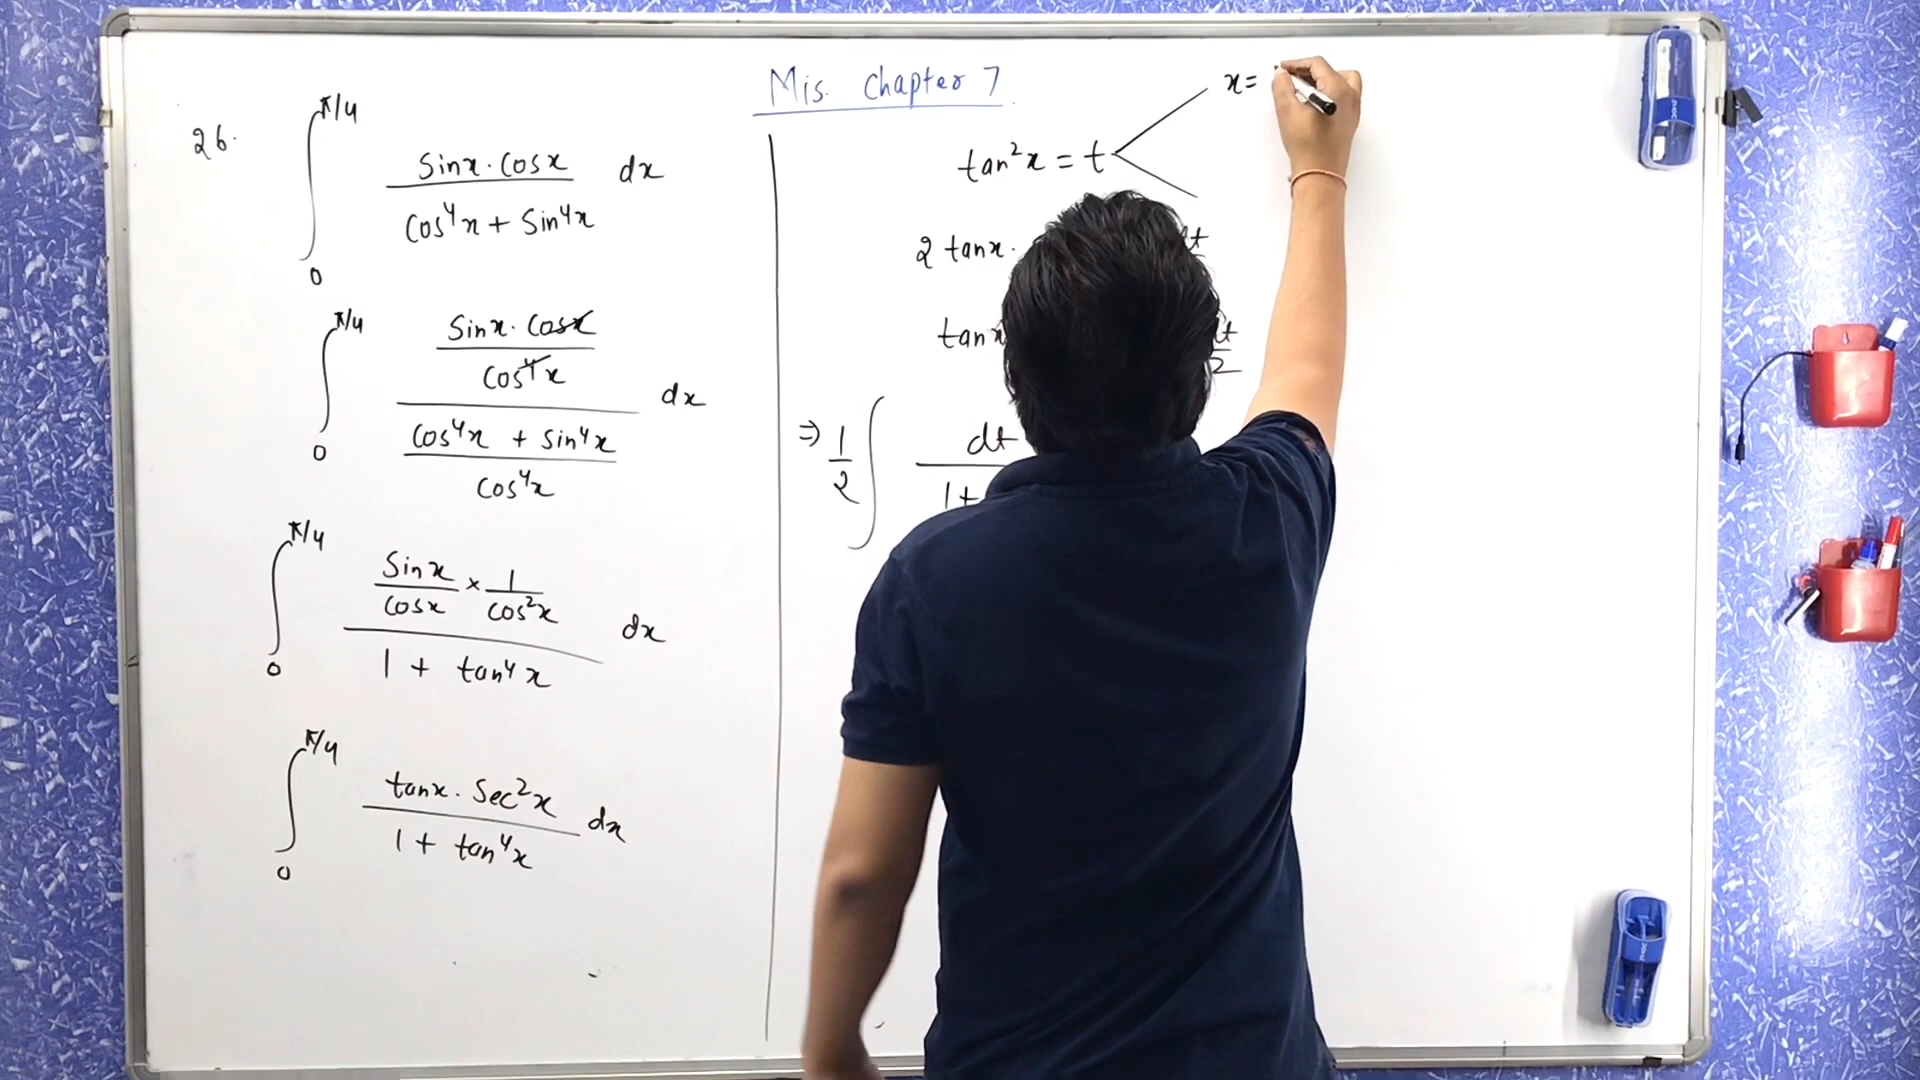 Mis. Chapter 7
26.
∫₀^π/4 Sinx·Cosx / Cos⁴x + Sin⁴x dx
∫₀^π/4 (Sinx·Cosx / Cos⁴x) / (Cos⁴x + Sin⁴x / Cos⁴x) dx
∫₀^π/4 (Sinx / Cosx × 1 / Cos²x) / 1 + tan⁴x dx
∫₀^π/4 tanx·Sec²x / 1 + tan⁴x dx
x =
tan²x = t
2 tanx·
tanx dt/2
⇒ 1/2 ∫ dt / 1+